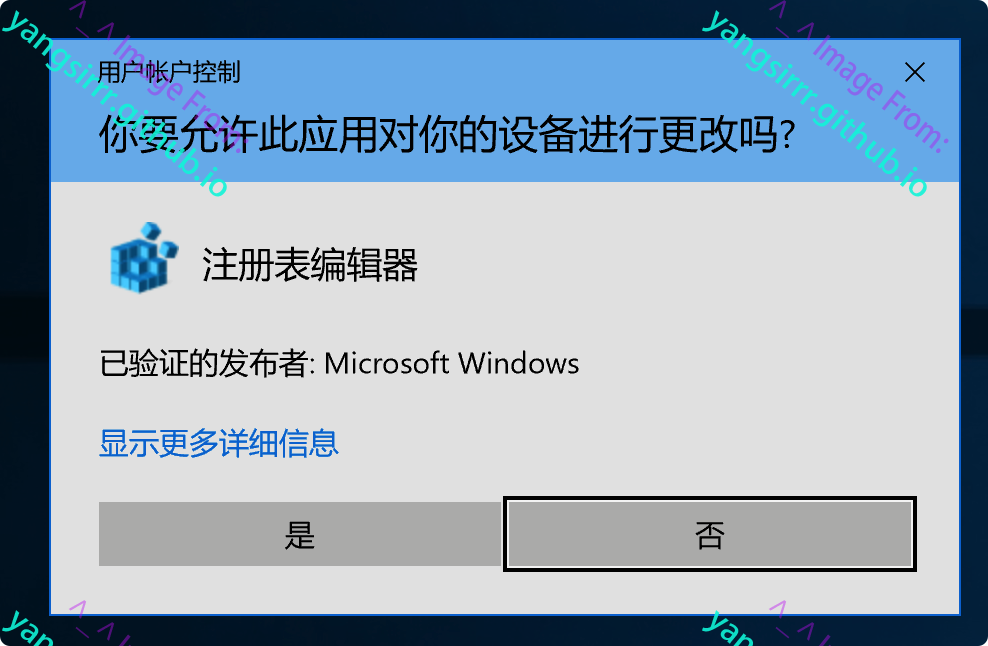 用户帐户控制
你要允许此应用对你的设备进行更改吗?
注册表编辑器
已验证的发布者: Microsoft Windows
显示更多详细信息
是
否
^_^ Image From:
yangsirrr.github.io
^_^ Image From:
yangsirrr.github.io
^_^
yan
^_^
yan